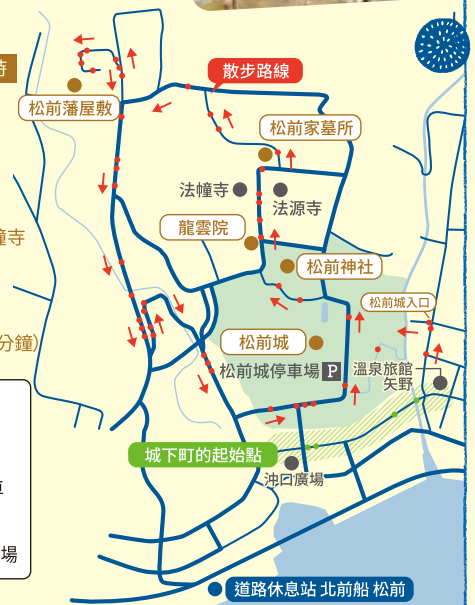 時
散步路線
松前藩屋敷
松前家墓所
法幢寺
法源寺
龍雲院
幢寺
松前神社
松前城入口
松前城
分鐘)
松前城停車場 P
溫泉旅館
矢野
城下町的起始點
沖口廣場
場
道路休息站 北前船 松前